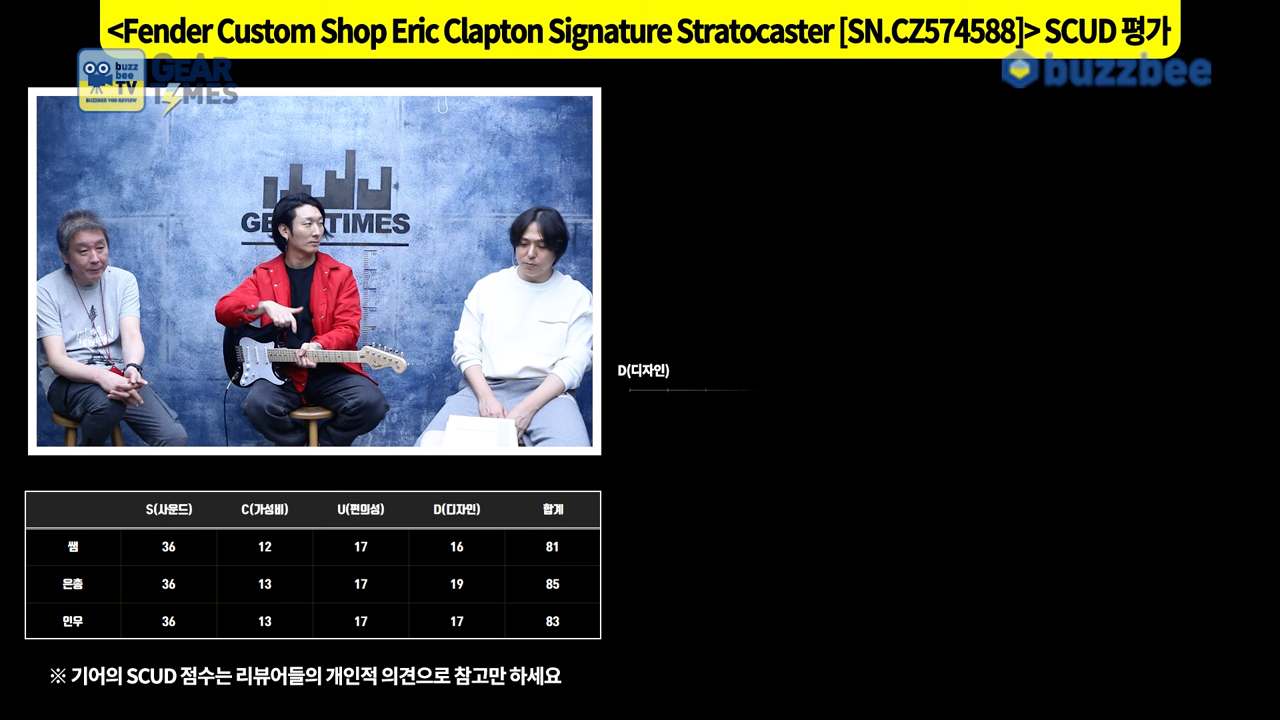 <Fender Custom Shop Eric Clapton Signature Stratocaster [SN.CZ574588]> SCUD 평가
buzz
bee
TV
BUZZBEE VOD REVIEW
GEAR
TIMES
buzzbee
GE TIMES
D(디자인)
S(사운드) C(가성비) U(편의성) D(디자인) 합계
쌤 36 12 17 16 81
은총 36 13 17 19 85
민우 36 13 17 17 83
※ 기어의 SCUD 점수는 리뷰어들의 개인적 의견으로 참고만 하세요